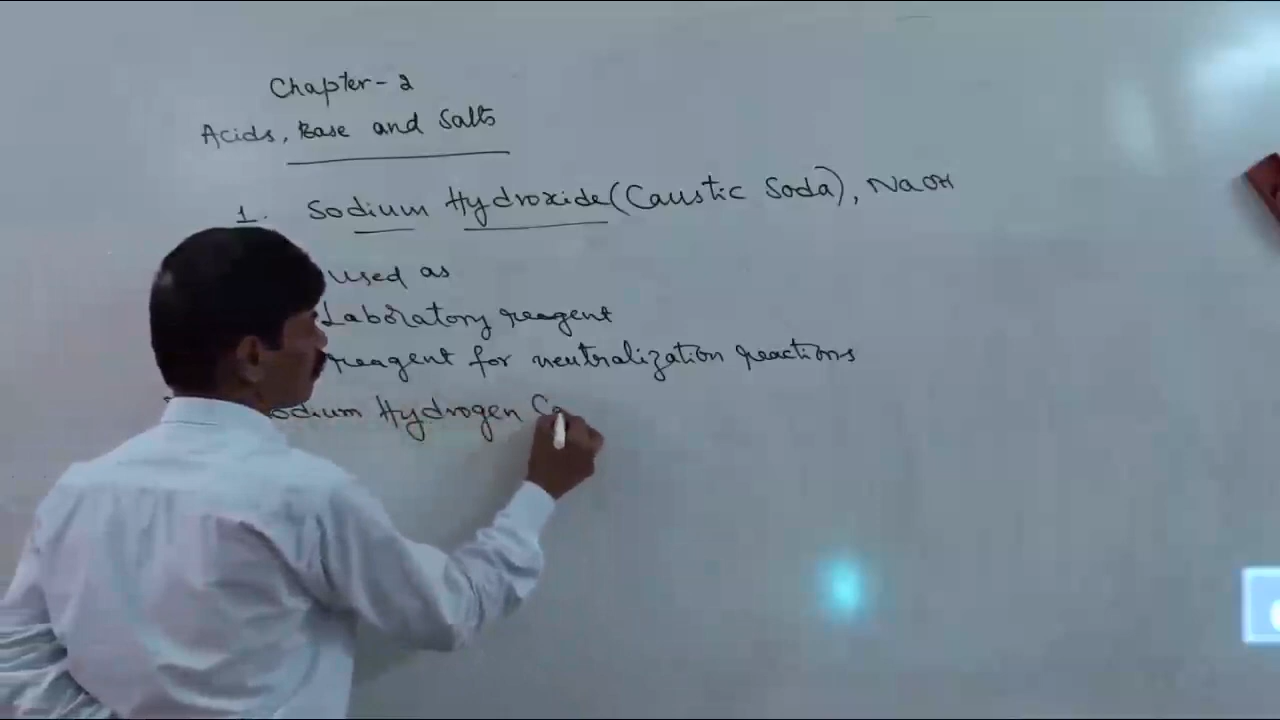 Chapter-2
Acids, Base and Salts
1. Sodium Hydroxide (Caustic Soda), NaOH
used as
Laboratory reagent
reagent for neutralization reactions
Hydrogen